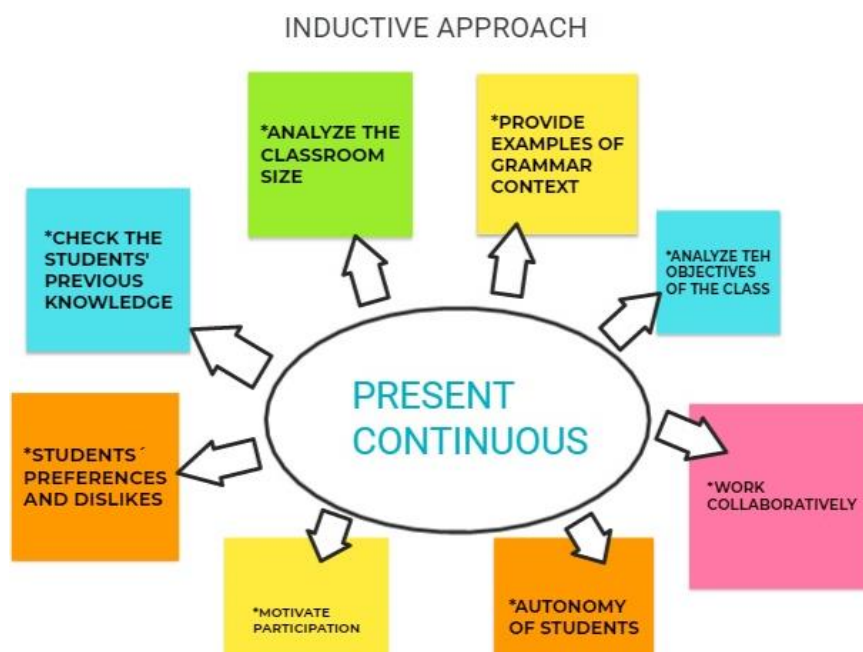 INDUCTIVE APPROACH
*ANALYZE THE
CLASSROOM
SIZE
*PROVIDE
EXAMPLES OF
GRAMMAR
CONTEXT
*CHECK THE
STUDENTS'
PREVIOUS
KNOWLEDGE
*ANALYZE TEH
OBJECTIVES
OF THE CLASS
PRESENT
CONTINUOUS
*STUDENTS´
PREFERENCES
AND DISLIKES
*WORK
COLLABORATIVELY
*MOTIVATE
PARTICIPATION
*AUTONOMY
OF STUDENTS